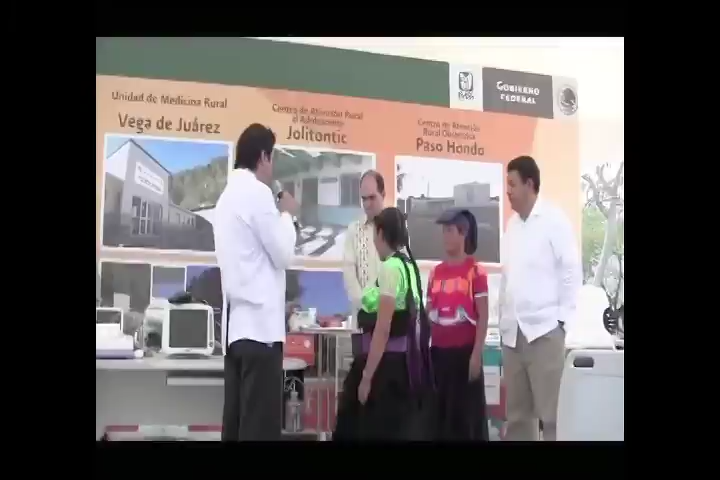 Unidad de Medicina Rural
Vega de Juárez
Centro de Atención Rural
al Adolescente
Jolitontic
Centro de Atención
Rural Obstétrica
Paso Hondo
IMSS
GOBIERNO
FEDERAL